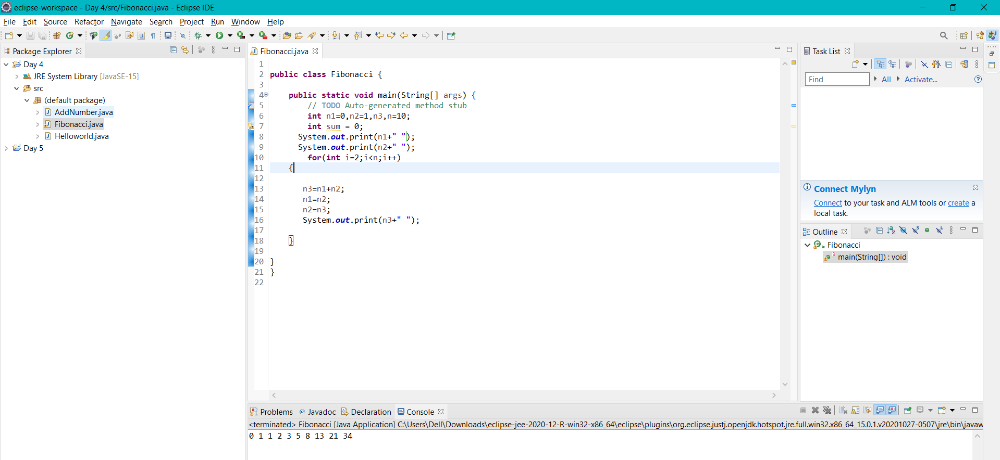 eclipse-workspace - Day 4/src/Fibonacci.java - Eclipse IDE
File Edit Source Refactor Navigate Search Project Run Window Help
Package Explorer
Day 4
JRE System Library [JavaSE-15]
src
(default package)
AddNumber.java
Fibonacci.java
Helloworld.java
Day 5
Fibonacci.java
1
2 public class Fibonacci {
3
4 public static void main(String[] args) {
5 // TODO Auto-generated method stub
6 int n1=0,n2=1,n3,n=10;
7 int sum = 0;
8 System.out.print(n1+" ");
9 System.out.print(n2+" ");
10 for(int i=2;i<n;i++)
11 {
12
13 n3=n1+n2;
14 n1=n2;
15 n2=n3;
16 System.out.print(n3+" ");
17
18 }
19
20 }
21 }
22
Task List
Find All Activate...
Connect Mylyn
Connect to your task and ALM tools or create a
local task.
Outline
Fibonacci
main(String[]) : void
Problems @ Javadoc Declaration Console
<terminated> Fibonacci [Java Application] C:\Users\Dell\Downloads\eclipse-jee-2020-12-R-win32-x86_64\eclipse\plugins\org.eclipse.justj.openjdk.hotspot.jre.full.win32.x86_64_15.0.1.v20201027-0507\jre\bin\javaw
0 1 1 2 3 5 8 13 21 34